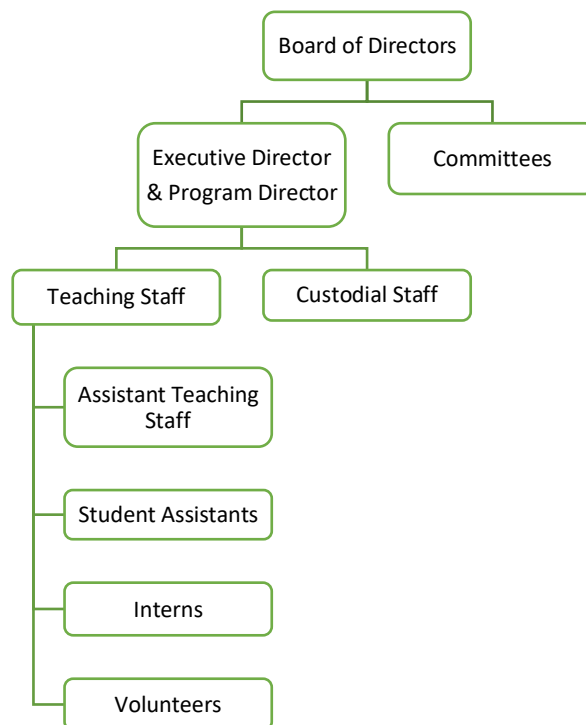 Board of Directors
Executive Director
& Program Director
Committees
Teaching Staff
Custodial Staff
Assistant Teaching
Staff
Student Assistants
Interns
Volunteers